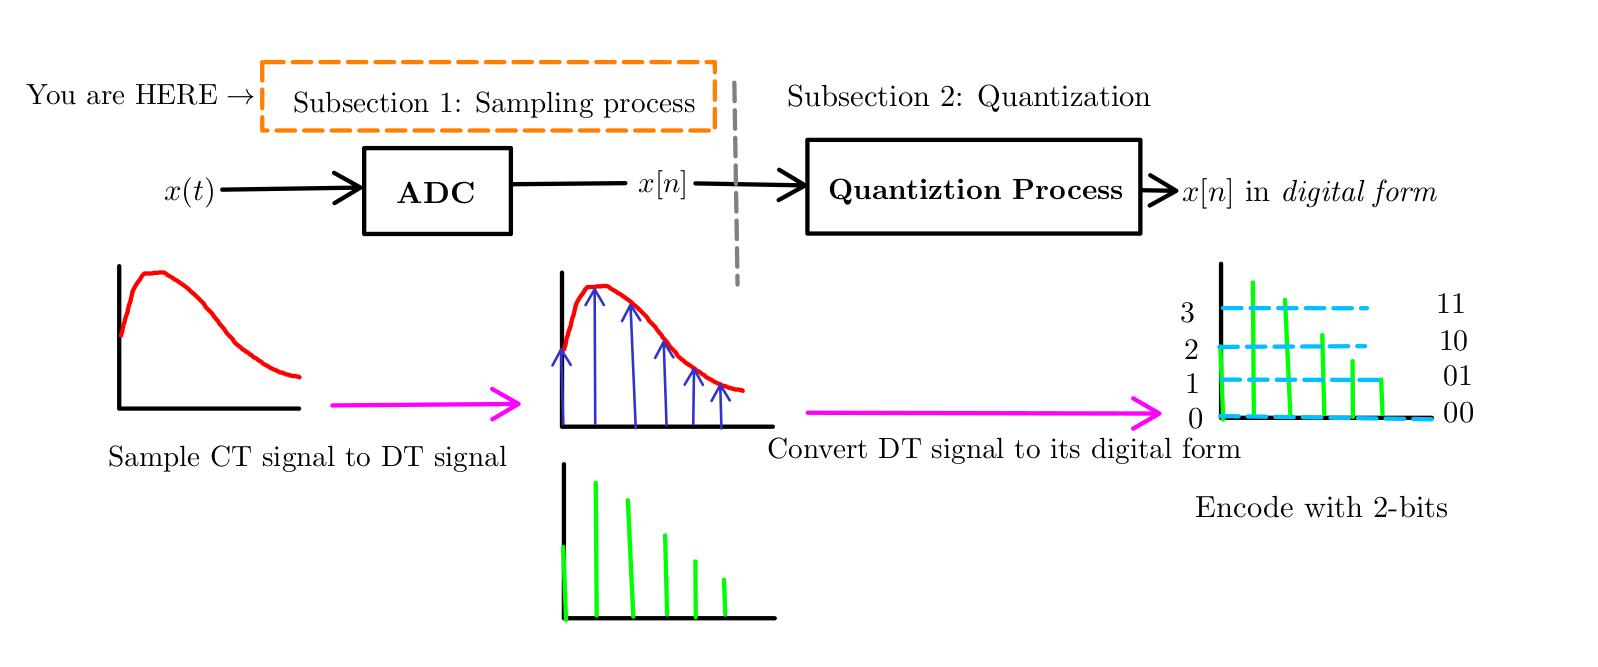 You are HERE →
Subsection 1: Sampling process
Subsection 2: Quantization
x(t)
ADC
x[n]
Quantiztion Process
x[n] in digital form
Sample CT signal to DT signal
Convert DT signal to its digital form
3
2
1
0
11
10
01
00
Encode with 2-bits